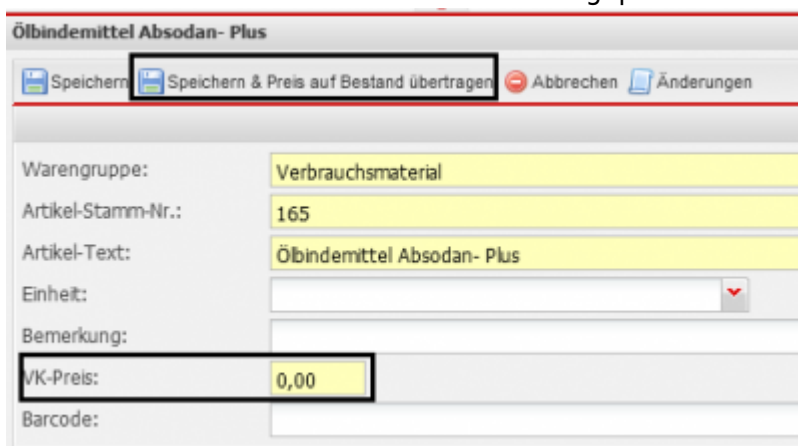 Ölbindemittel Absodan- Plus
Speichern Speichern & Preis auf Bestand übertragen Abbrechen Änderungen
Warengruppe: Verbrauchsmaterial
Artikel-Stamm-Nr.: 165
Artikel-Text: Ölbindemittel Absodan- Plus
Einheit:
Bemerkung:
VK-Preis: 0,00
Barcode: